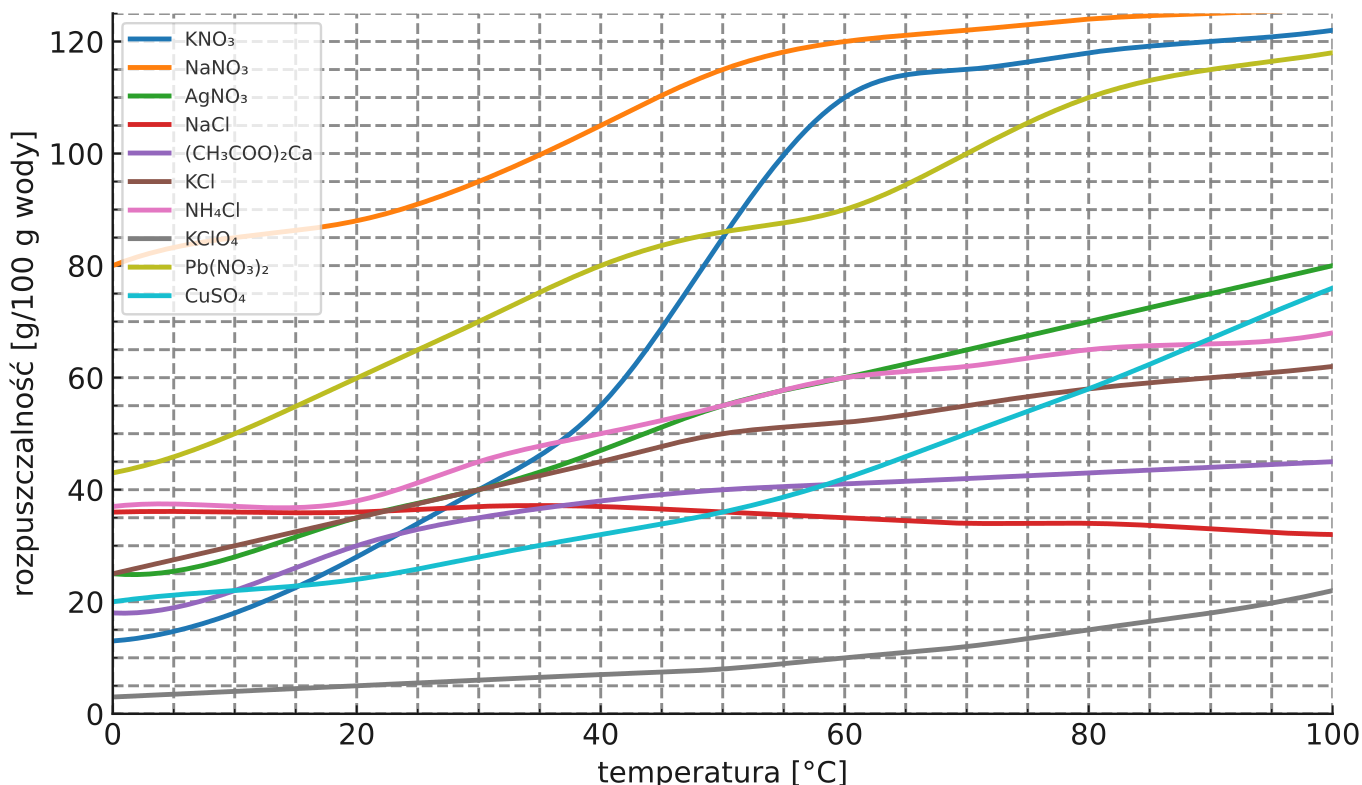 rozpuszczalność [g/100 g wody]
120
100
80
60
40
20
0
KNO₃
NaNO₃
AgNO₃
NaCl
(CH₃COO)₂Ca
KCl
NH₄Cl
KClO₄
Pb(NO₃)₂
CuSO₄
0 20 40 60 80 100
temperatura [°C]